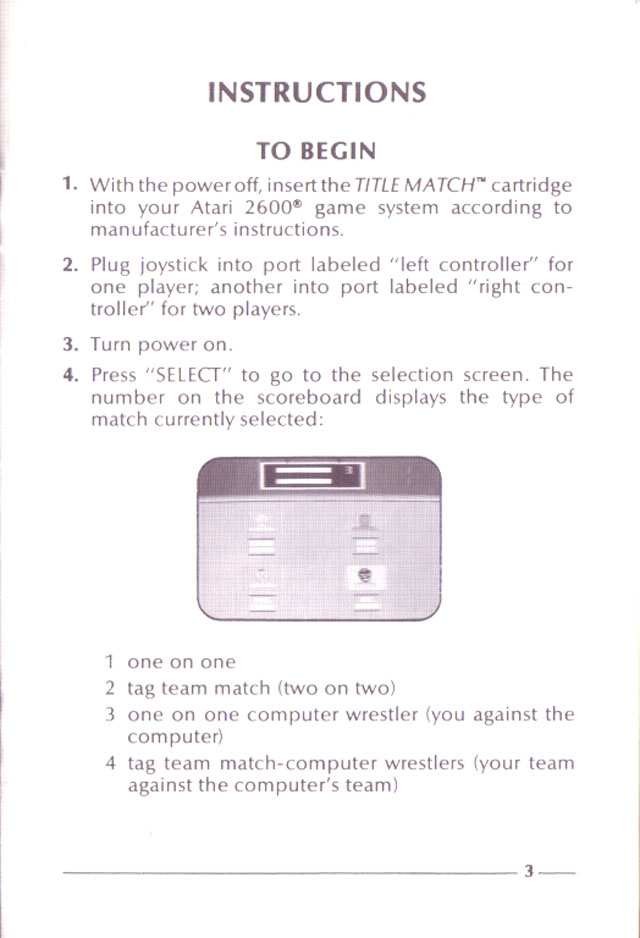 INSTRUCTIONS
TO BEGIN
1. With the power off, insert the TITLE MATCH™ cartridge
into your Atari 2600® game system according to
manufacturer's instructions.
2. Plug joystick into port labeled "left controller" for
one player; another into port labeled "right con-
troller" for two players.
3. Turn power on.
4. Press "SELECT" to go to the selection screen. The
number on the scoreboard displays the type of
match currently selected:
3
1 one on one
2 tag team match (two on two)
3 one on one computer wrestler (you against the
computer)
4 tag team match-computer wrestlers (your team
against the computer's team)
3